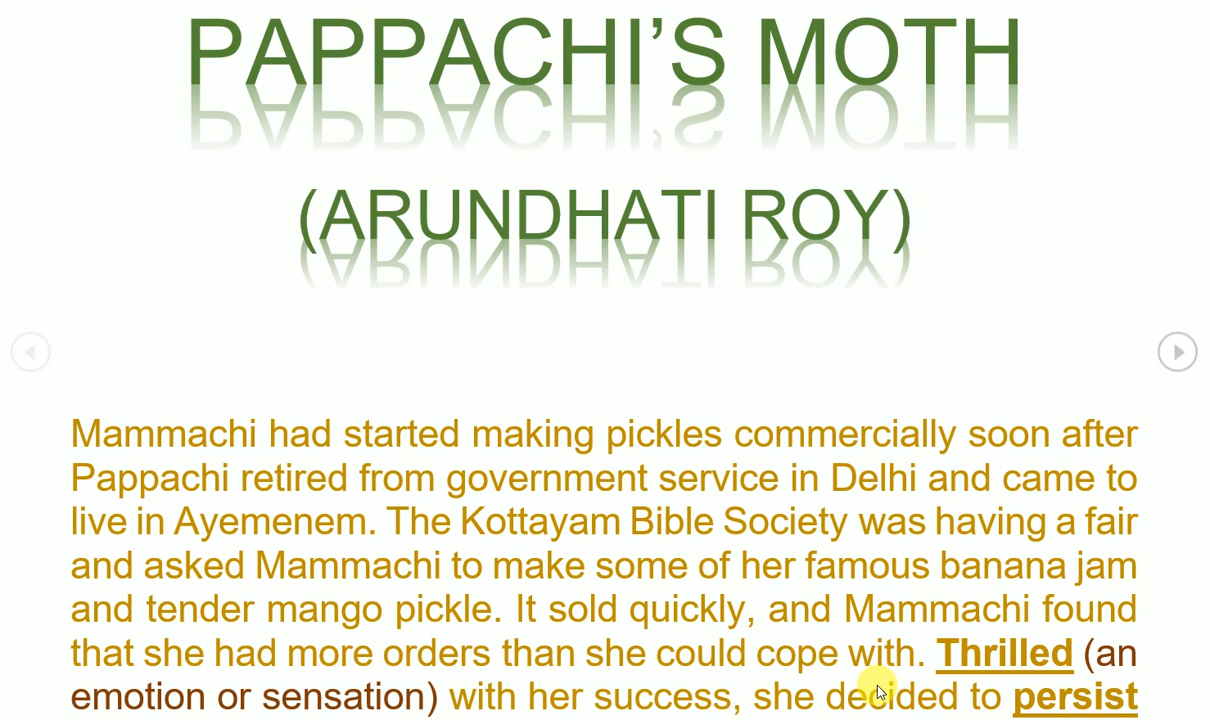 PAPPACHI’S MOTH
(ARUNDHATI ROY)
Mammachi had started making pickles commercially soon after
Pappachi retired from government service in Delhi and came to
live in Ayemenem. The Kottayam Bible Society was having a fair
and asked Mammachi to make some of her famous banana jam
and tender mango pickle. It sold quickly, and Mammachi found
that she had more orders than she could cope with. Thrilled (an
emotion or sensation) with her success, she decided to persist